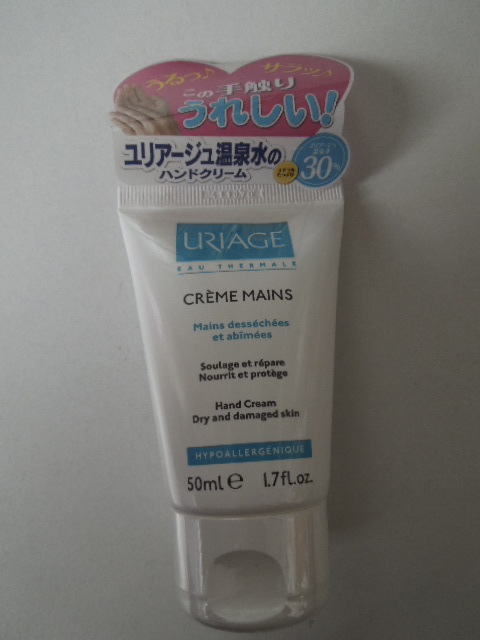 うるっ♪
サラッ♪
この手触り
うれしい!
ユリアージュ温泉水の
ハンドクリーム
30%
URIAGE
EAU THERMALE
CRÈME MAINS
Mains desséchées
et abîmées
Soulage et répare
Nourrit et protège
Hand Cream
Dry and damaged skin
HYPOALLERGÉNIQUE
50ml e 1.7fl.oz.